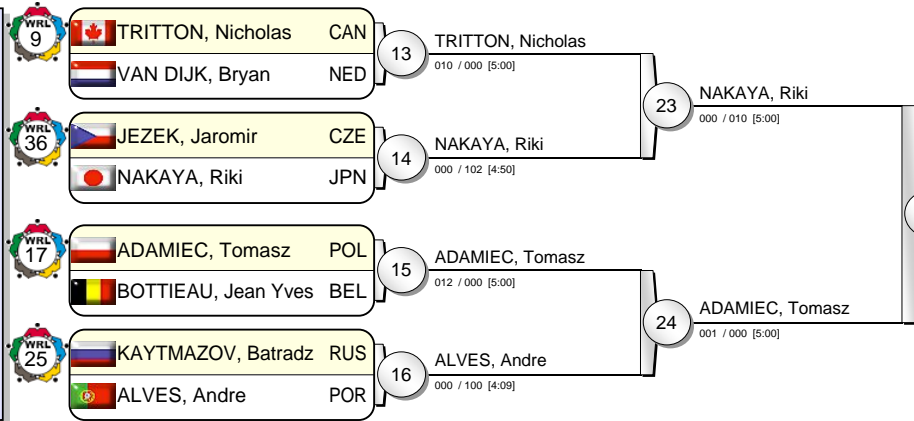 WRL
9
TRITTON, Nicholas CAN
VAN DIJK, Bryan NED
13
TRITTON, Nicholas
010 / 000 [5:00]
23
NAKAYA, Riki
000 / 010 [5:00]
WRL
36
JEZEK, Jaromir CZE
NAKAYA, Riki JPN
14
NAKAYA, Riki
000 / 102 [4:50]
WRL
17
ADAMIEC, Tomasz POL
BOTTIEAU, Jean Yves BEL
15
ADAMIEC, Tomasz
012 / 000 [5:00]
24
ADAMIEC, Tomasz
001 / 000 [5:00]
WRL
25
KAYTMAZOV, Batradz RUS
ALVES, Andre POR
16
ALVES, Andre
000 / 100 [4:09]